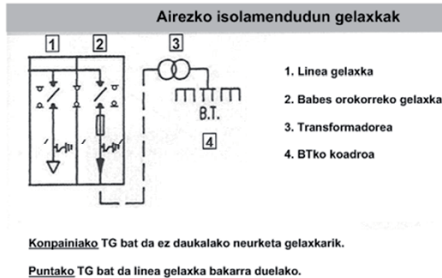 Airezko isolamendudun gelaxkak
1
2
3
1. Linea gelaxka
2. Babes orokorreko gelaxka
B.T.
3. Transformadorea
4
4. BTko koadroa
Konpainiako TG bat da ez daukalako neurketa gelaxkarik.
Puntako TG bat da linea gelaxka bakarra duelako.